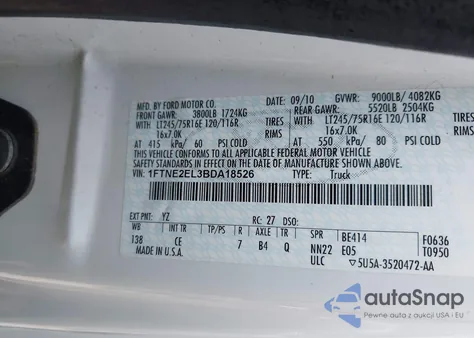 MFD. BY FORD MOTOR CO. 09/10 GVWR: 9000LB/ 4082KG
FRONT GAWR: 3800LB 1724KG REAR GAWR: 5520LB 2504KG
WITH LT245/75R16E 120/116R TIRES WITH LT245/75R16E 120/116R TIRES
16x7.0K RIMS 16x7.0K RIMS
AT 415 kPa/ 60 PSI COLD AT 550 kPa/ 80 PSI COLD
THIS VEHICLE CONFORMS TO ALL APPLICABLE FEDERAL MOTOR VEHICLE
SAFETY STANDARDS IN EFFECT ON THE DATE OF MANUFACTURE
SHOWN ABOVE.
VIN: 1FTNE2EL3BDA18526 TYPE: Truck
EXT PNT: YZ RC: 27 DSO:
WB INT TR TP/PS R AXLE TR SPR BE414 F0636
138 CE 7 B4 Q NN22 E05 T0950
MADE IN U.S.A. ULC 5U5A-3520472-AA
autoSnap
Pewne auta z aukcji USA i EU